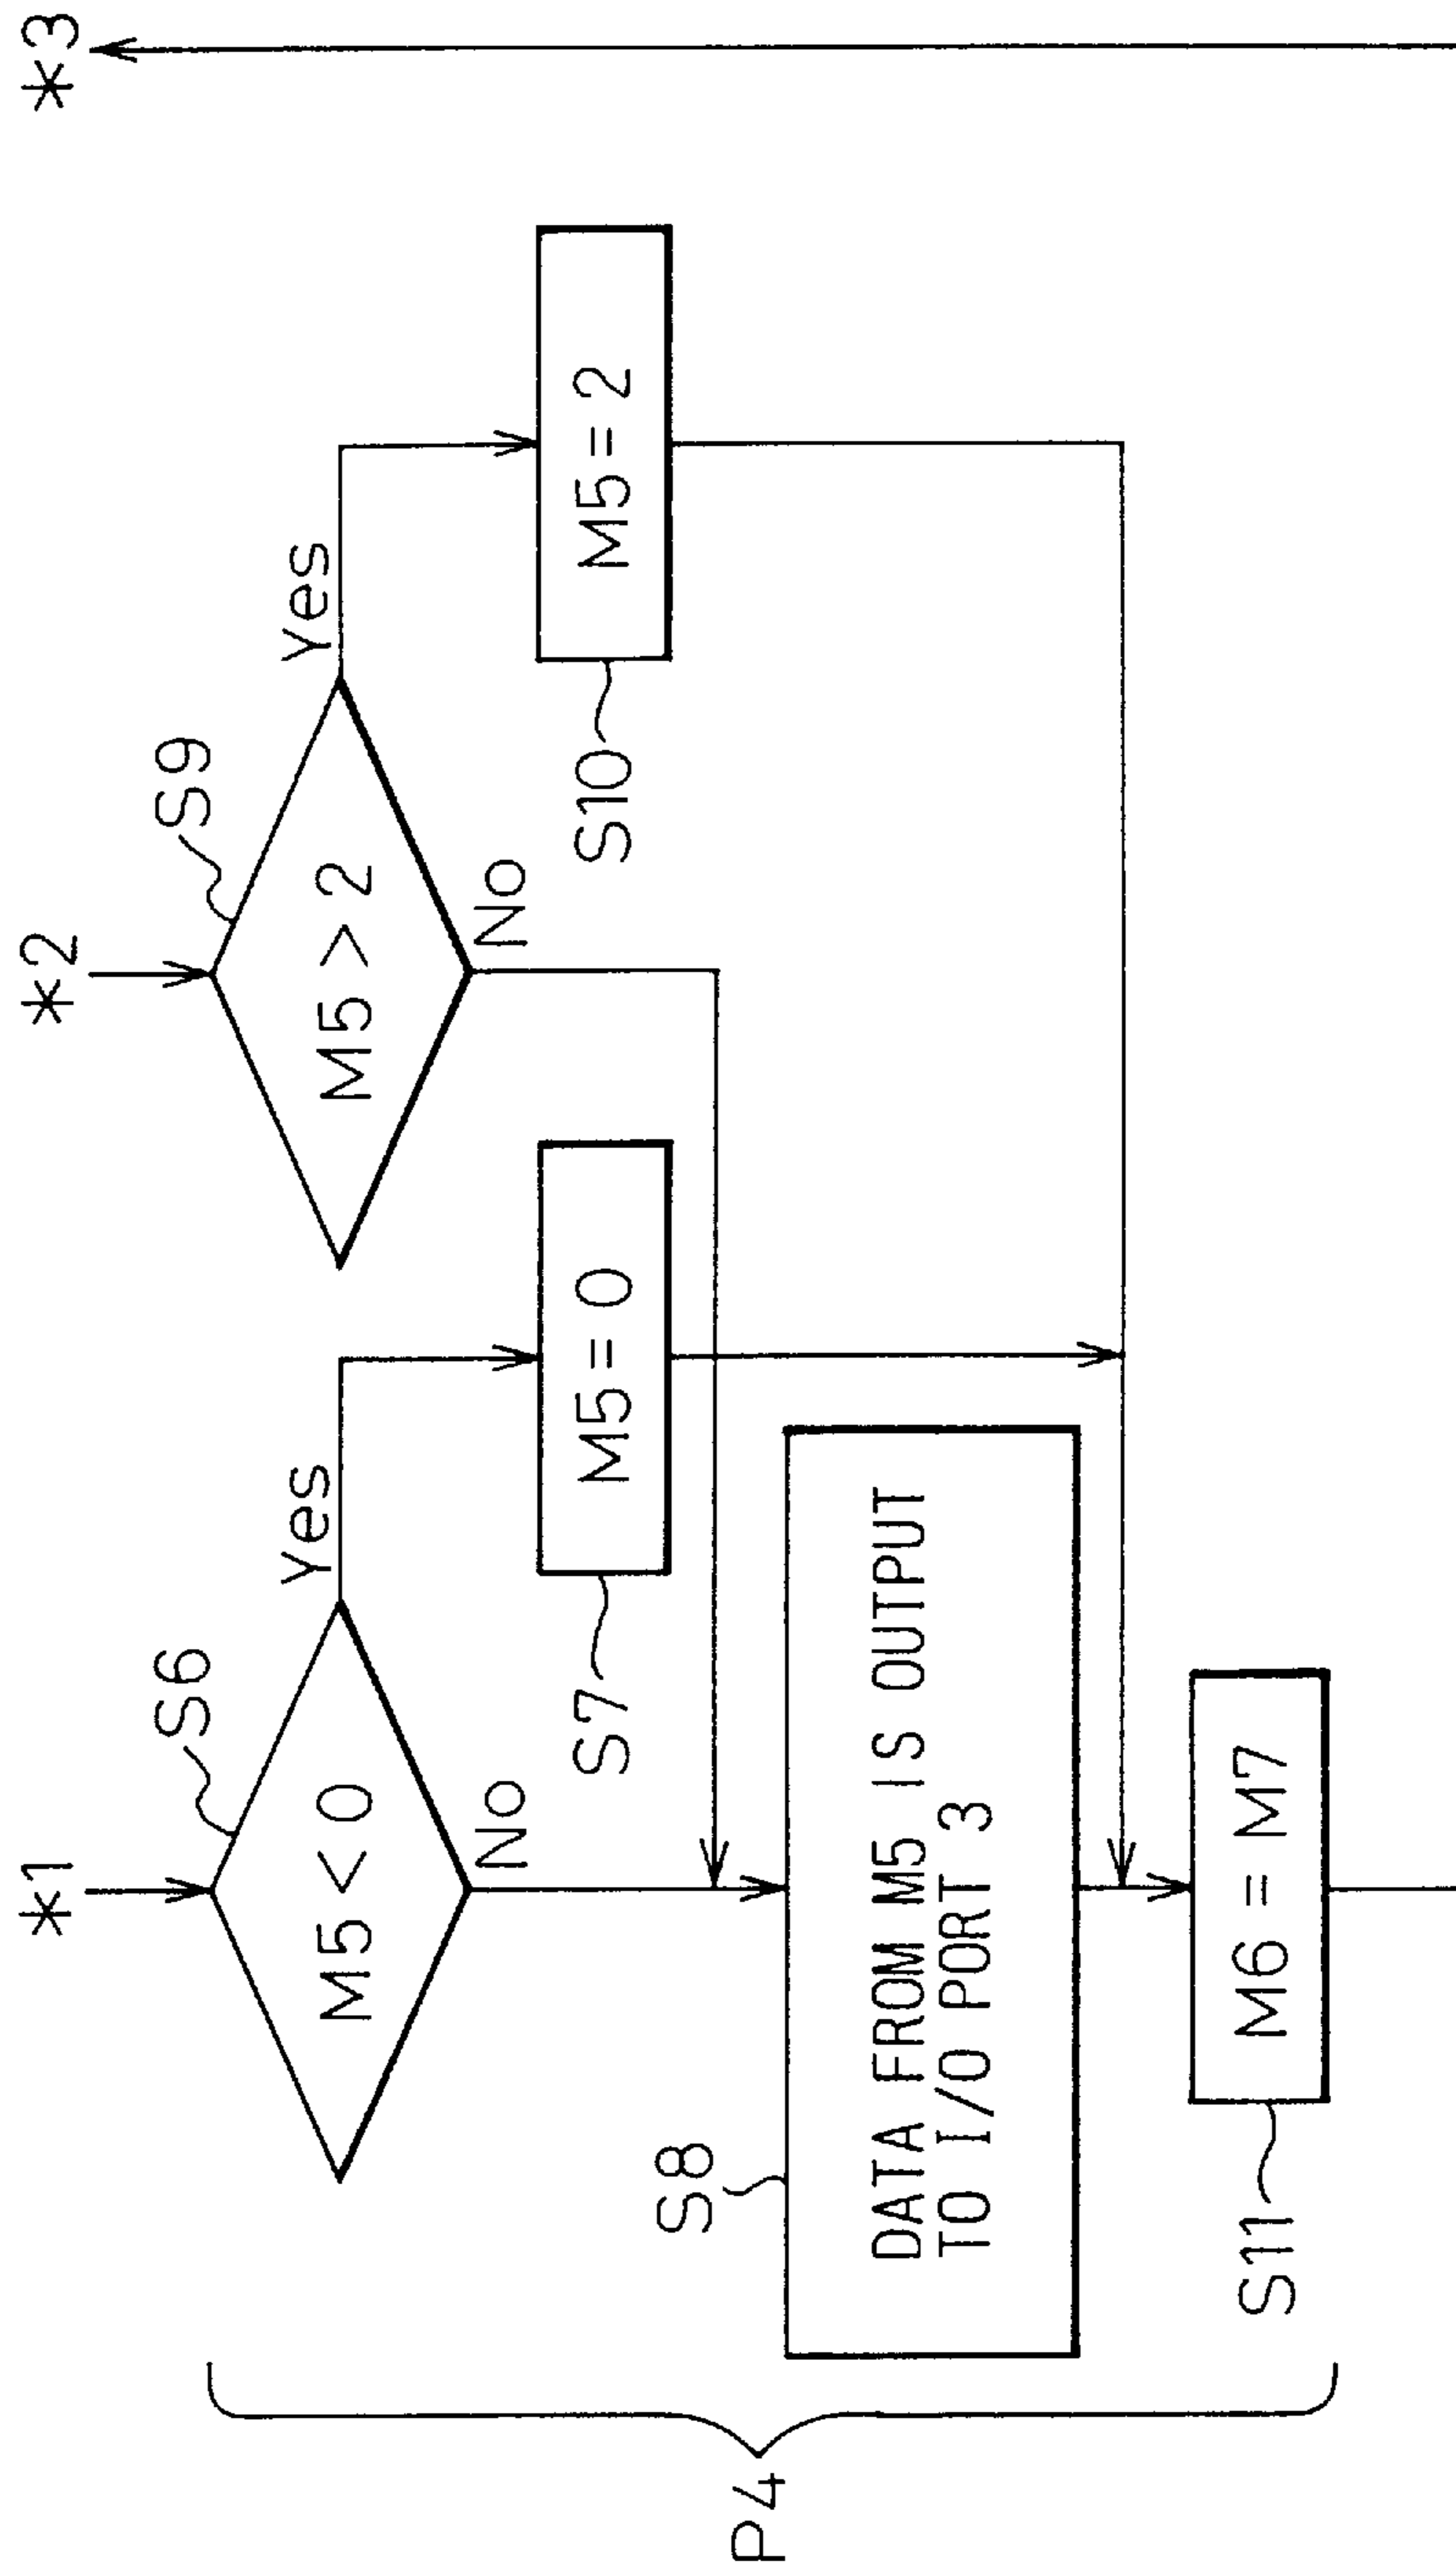 *1
*2
*3
S6
M5 < 0
Yes
No
S9
M5 > 2
Yes
No
S7
M5 = 0
S10
M5 = 2
S8
DATA FROM M5 IS OUTPUT
TO I/O PORT 3
P4
S11
M6 = M7